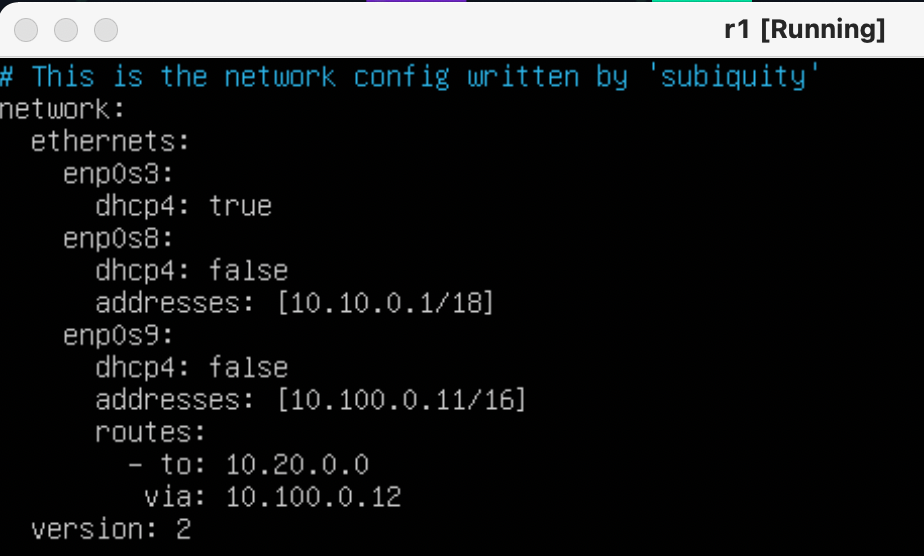 r1 [Running]
# This is the network config written by 'subiquity'
network:
  ethernets:
    enp0s3:
      dhcp4: true
    enp0s8:
      dhcp4: false
      addresses: [10.10.0.1/18]
    enp0s9:
      dhcp4: false
      addresses: [10.100.0.11/16]
      routes:
        - to: 10.20.0.0
          via: 10.100.0.12
  version: 2